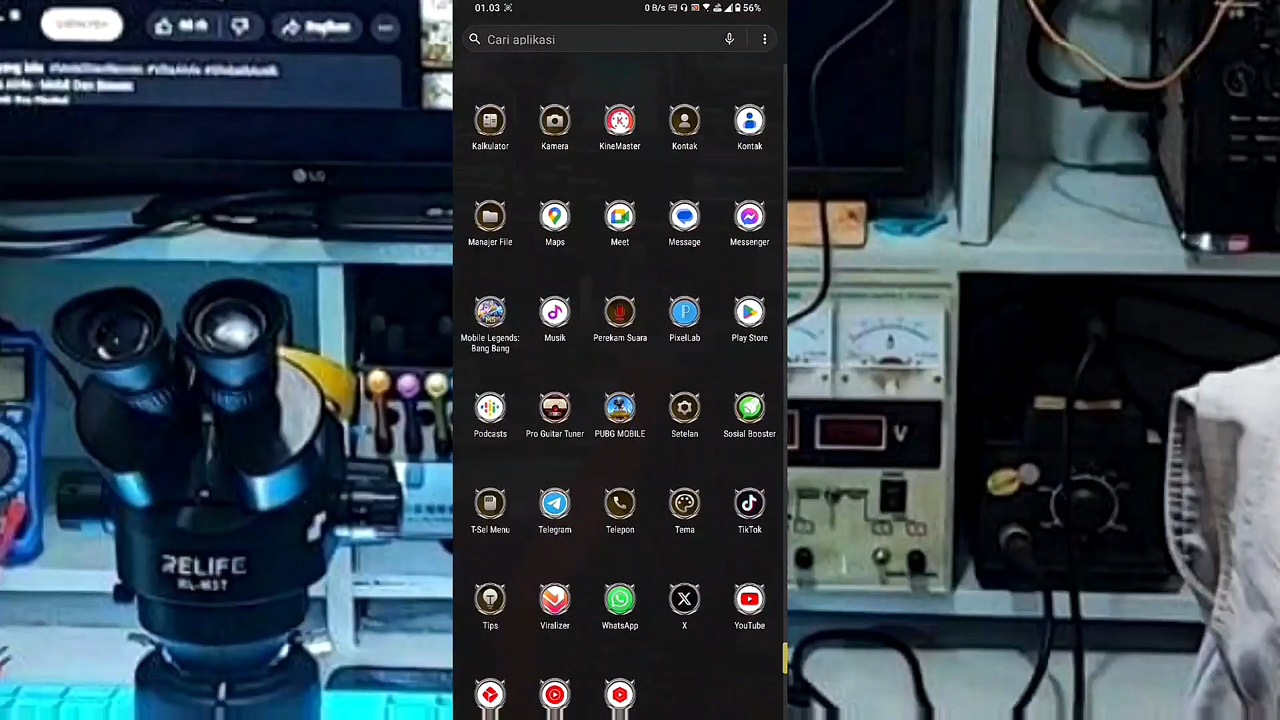 01.03
0 B/s
56%
Cari aplikasi
Kalkulator
Kamera
KineMaster
Kontak
Kontak
Manajer File
Maps
Meet
Message
Messenger
Mobile Legends:
Bang Bang
Musik
Perekam Suara
PixelLab
Play Store
Podcasts
Pro Guitar Tuner
PUBG MOBILE
Setelan
Sosial Booster
T-Sel Menu
Telegram
Telepon
Tema
TikTok
Tips
Viralizer
WhatsApp
X
YouTube
LG
RELIFE
V